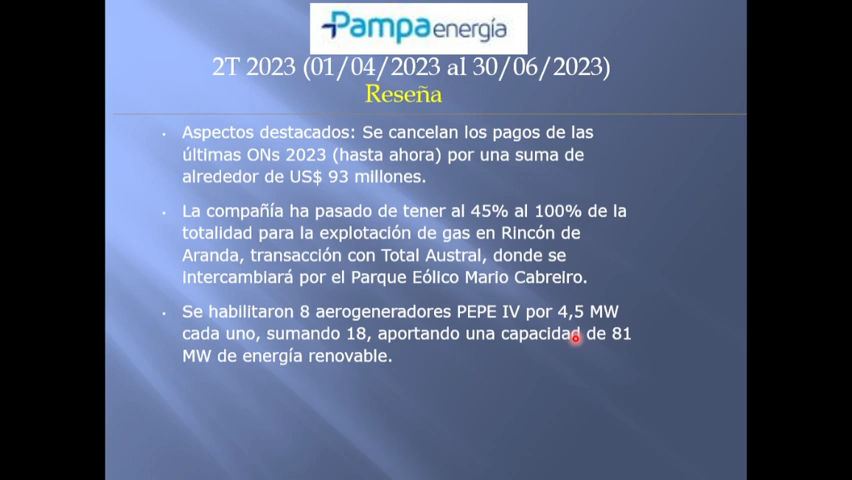 Pampa energía
2T 2023 (01/04/2023 al 30/06/2023)
Reseña
• Aspectos destacados: Se cancelan los pagos de las
últimas ONs 2023 (hasta ahora) por una suma de
alrededor de US$ 93 millones.
• La compañía ha pasado de tener al 45% al 100% de la
totalidad para la explotación de gas en Rincón de
Aranda, transacción con Total Austral, donde se
intercambiará por el Parque Eólico Mario Cabreiro.
• Se habilitaron 8 aerogeneradores PEPE IV por 4,5 MW
cada uno, sumando 18, aportando una capacidad de 81
MW de energía renovable.